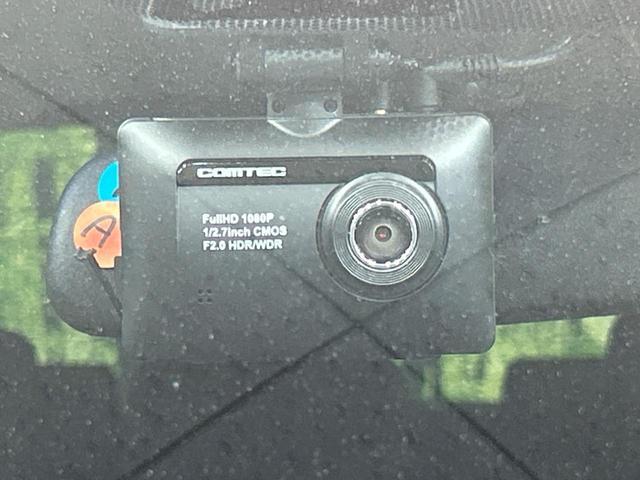 COMTEC
FullHD 1080P
1/2.7inch CMOS
F2.0 HDR/WDR
A